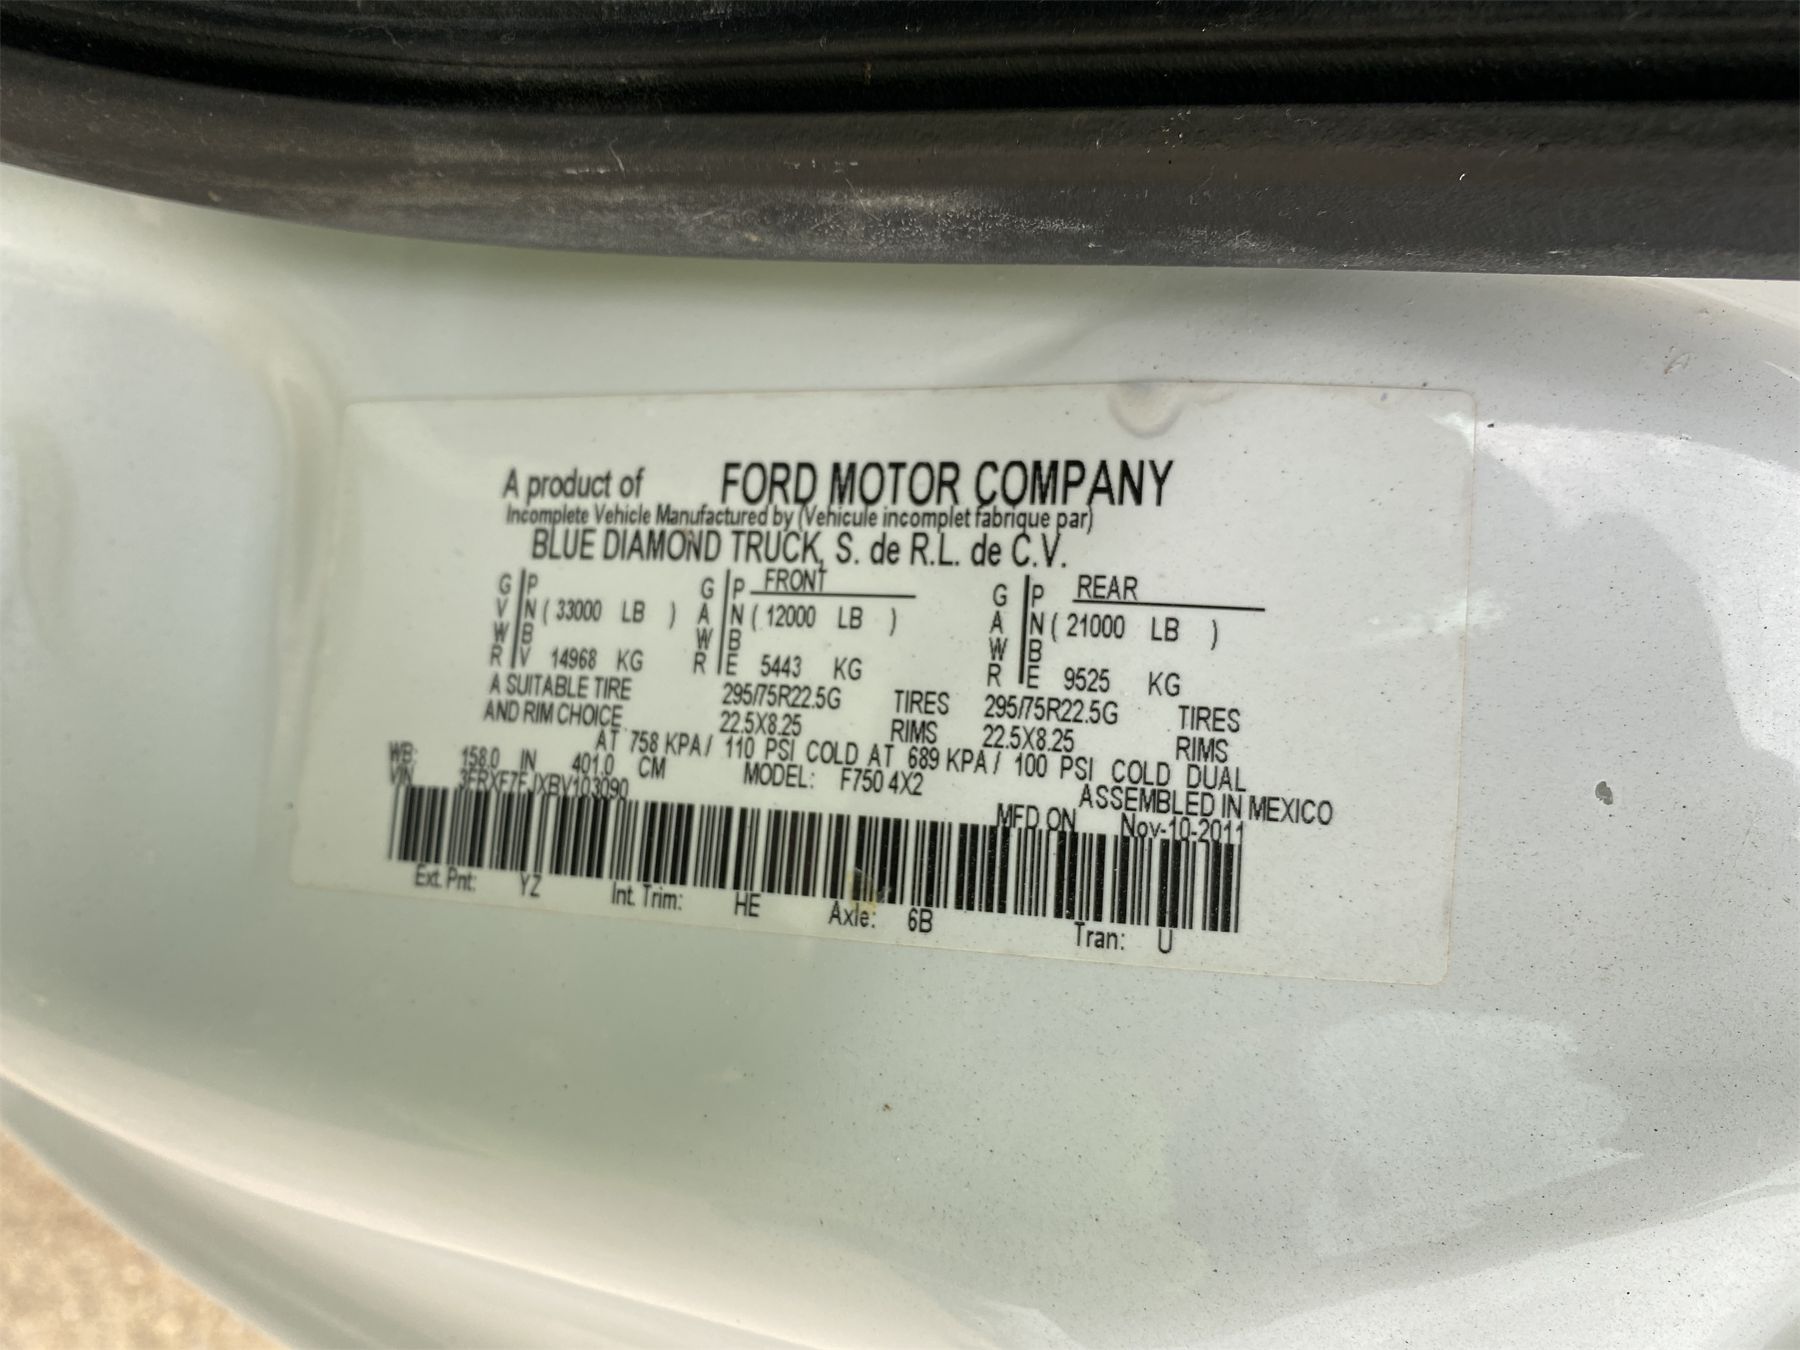 A product of FORD MOTOR COMPANY
Incomplete Vehicle Manufactured by (Vehicule incomplet fabrique par)
BLUE DIAMOND TRUCK, S. de R.L. de C.V.
G P G P FRONT G P REAR
V N ( 33000 LB ) A N ( 12000 LB ) A N ( 21000 LB )
W B W B W B
R V 14968 KG R E 5443 KG R E 9525 KG
A SUITABLE TIRE 295/75R22.5G TIRES 295/75R22.5G TIRES
AND RIM CHOICE 22.5X8.25 RIMS 22.5X8.25 RIMS
AT 758 KPA / 110 PSI COLD AT 689 KPA / 100 PSI COLD DUAL
WB: 158.0 IN 401.0 CM MODEL: F750 4X2 ASSEMBLED IN MEXICO
VIN 3FRXF7FJXBV103090 MFD ON Nov-10-2011
Ext. Pnt: YZ Int. Trim: HE Axle: 6B Tran: U